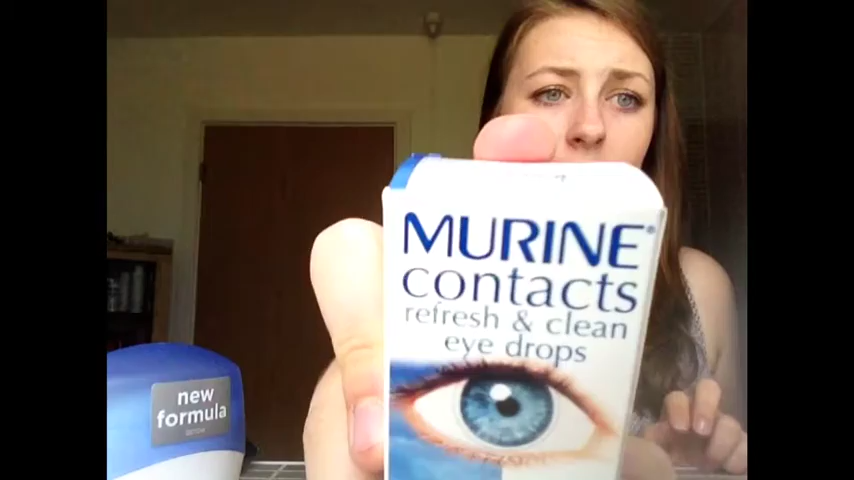 MURINE®
contacts
refresh & clean
eye drops
new
formula